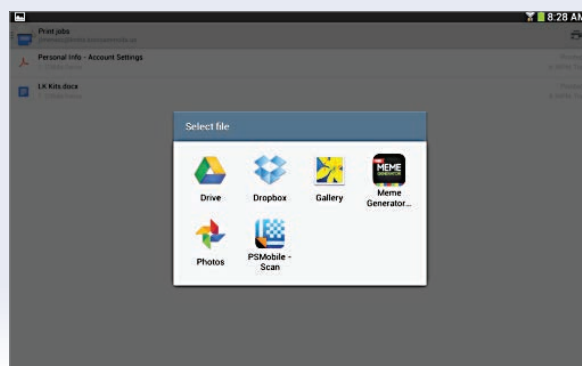 8:28 AM
Print jobs
Personal Info - Account Settings
LK Kits.docx
Select file
Drive
Dropbox
Gallery
MEME
GENERATOR
Meme
Generator...
Photos
PSMobile -
Scan